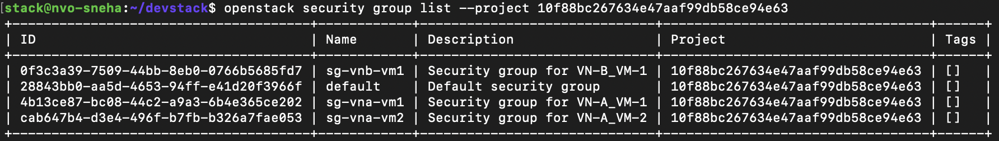 [stack@nvo-sneha:~/devstack$ openstack security group list --project 10f88bc267634e47aaf99db58ce94e63
+--------------------------------------+------------+-----------------------------+----------------------------------+------+
| ID                                   | Name       | Description                 | Project                          | Tags |
+--------------------------------------+------------+-----------------------------+----------------------------------+------+
| 0f3c3a39-7509-44bb-8eb0-0766b5685fd7 | sg-vnb-vm1 | Security group for VN-B_VM-1 | 10f88bc267634e47aaf99db58ce94e63 | []   |
| 28843bb0-aa5d-4653-94ff-e41d20f3966f | default    | Default security group      | 10f88bc267634e47aaf99db58ce94e63 | []   |
| 4b13ce87-bc08-44c2-a9a3-6b4e365ce202 | sg-vna-vm1 | Security group for VN-A_VM-1 | 10f88bc267634e47aaf99db58ce94e63 | []   |
| cab647b4-d3e4-496f-b7fb-b326a7fae053 | sg-vna-vm2 | Security group for VN-A_VM-2 | 10f88bc267634e47aaf99db58ce94e63 | []   |
+--------------------------------------+------------+-----------------------------+----------------------------------+------+